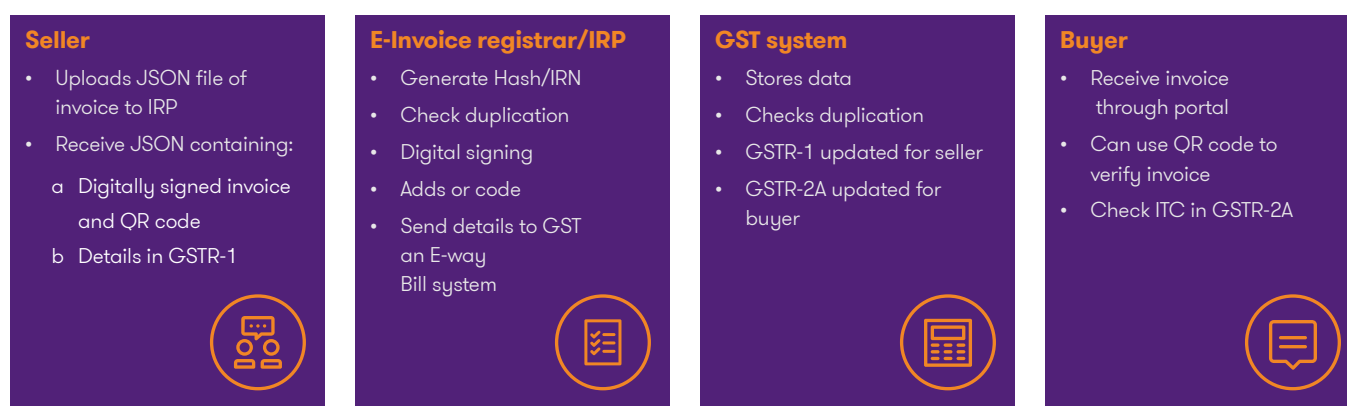 Seller
• Uploads JSON file of
invoice to IRP
• Receive JSON containing:
a Digitally signed invoice
and QR code
b Details in GSTR-1
E-Invoice registrar/IRP
• Generate Hash/IRN
• Check duplication
• Digital signing
• Adds or code
• Send details to GST
an E-way
Bill system
GST system
• Stores data
• Checks duplication
• GSTR-1 updated for seller
• GSTR-2A updated for
buyer
Buyer
• Receive invoice
through portal
• Can use QR code to
verify invoice
• Check ITC in GSTR-2A